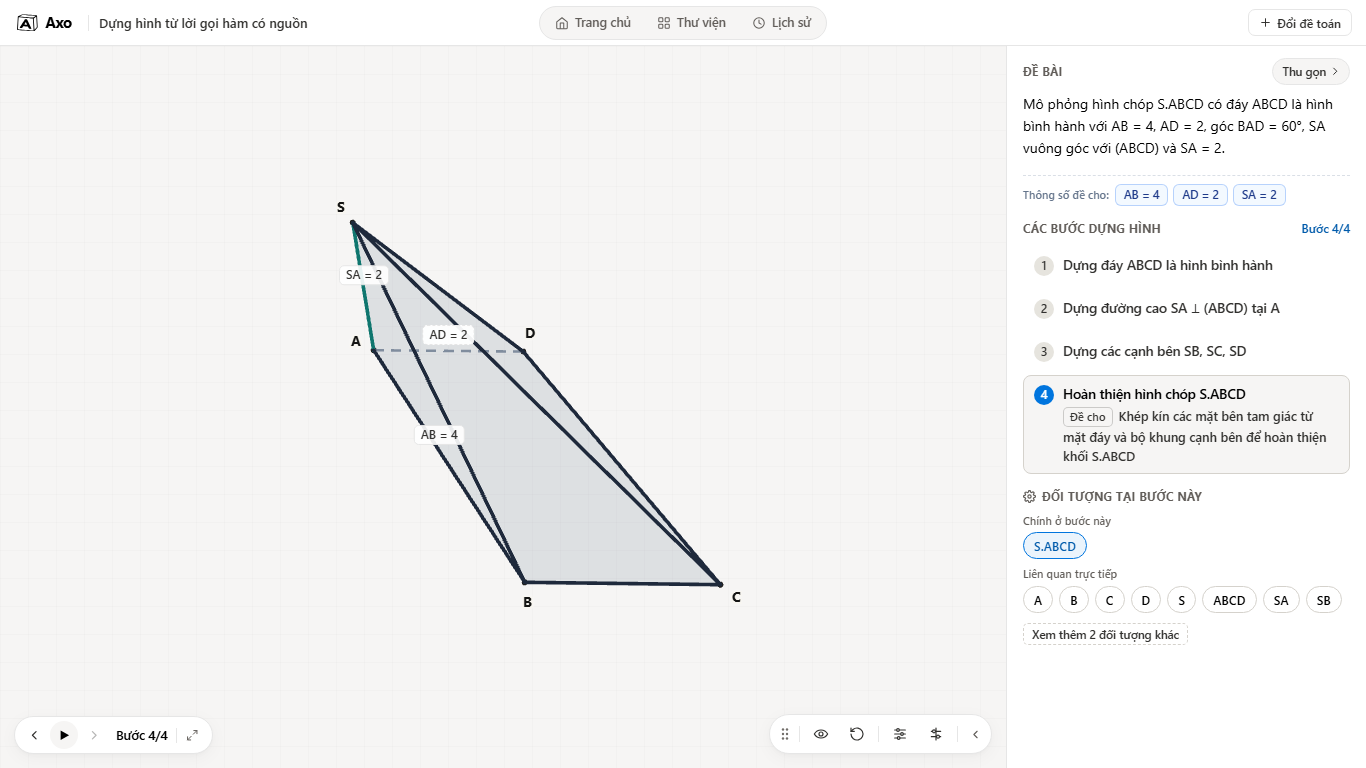 Axo
Dựng hình từ lời gọi hàm có nguồn
Trang chủ
Thư viện
Lịch sử
Đổi đề toán
S
SA = 2
A
AD = 2
D
AB = 4
B
C
Bước 4/4
ĐỀ BÀI
Thu gọn
Mô phỏng hình chóp S.ABCD có đáy ABCD là hình
bình hành với AB = 4, AD = 2, góc BAD = 60°, SA
vuông góc với (ABCD) và SA = 2.
Thông số đề cho:
AB = 4
AD = 2
SA = 2
CÁC BƯỚC DỰNG HÌNH
Bước 4/4
1 Dựng đáy ABCD là hình bình hành
2 Dựng đường cao SA ⊥ (ABCD) tại A
3 Dựng các cạnh bên SB, SC, SD
4 Hoàn thiện hình chóp S.ABCD
Đề cho Khép kín các mặt bên tam giác từ
mặt đáy và bộ khung cạnh bên để hoàn thiện
khối S.ABCD
ĐỐI TƯỢNG TẠI BƯỚC NÀY
Chính ở bước này
S.ABCD
Liên quan trực tiếp
A
B
C
D
S
ABCD
SA
SB
Xem thêm 2 đối tượng khác